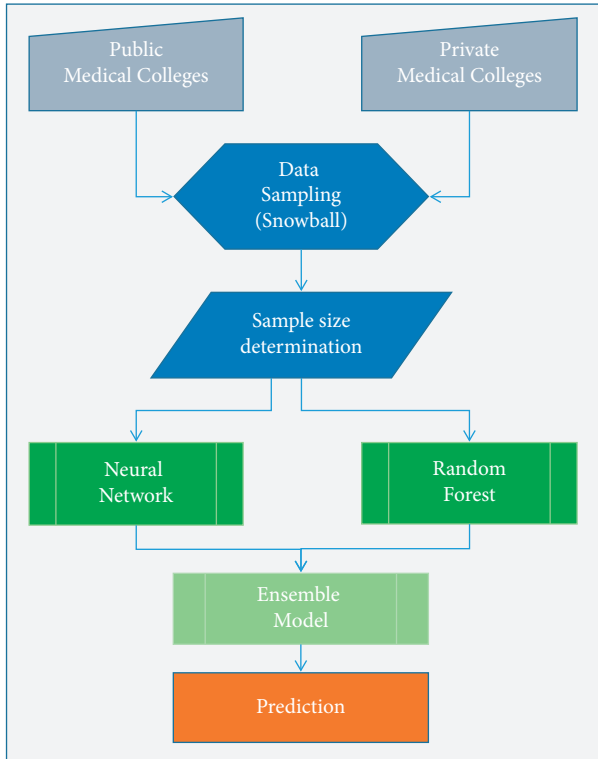 Public
Medical Colleges
Private
Medical Colleges
Data
Sampling
(Snowball)
Sample size
determination
Neural
Network
Random
Forest
Ensemble
Model
Prediction